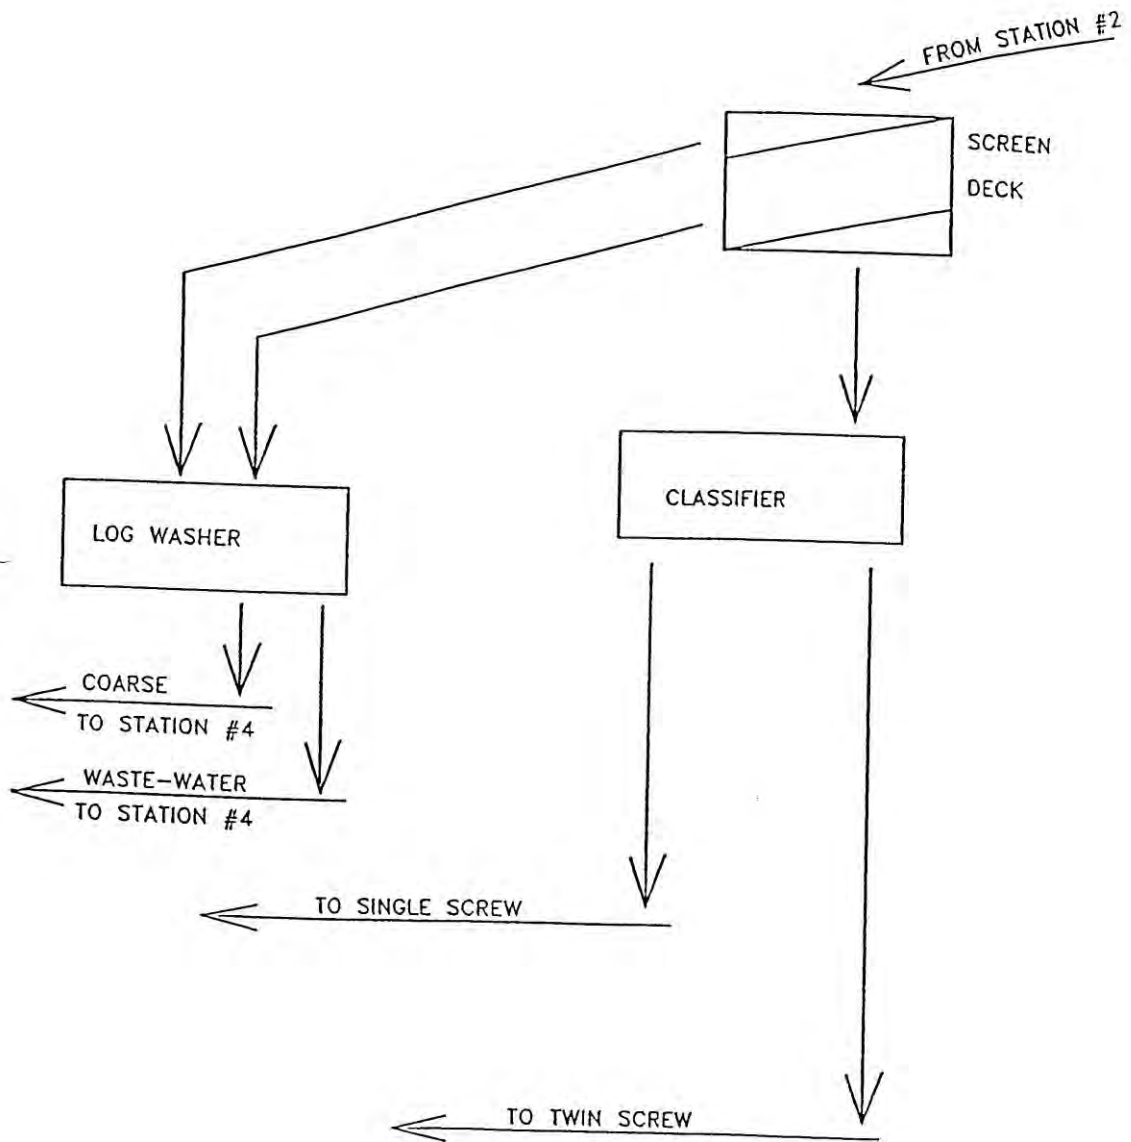 FROM STATION #2
SCREEN
DECK
CLASSIFIER
LOG WASHER
COARSE
TO STATION #4
WASTE-WATER
TO STATION #4
TO SINGLE SCREW
TO TWIN SCREW